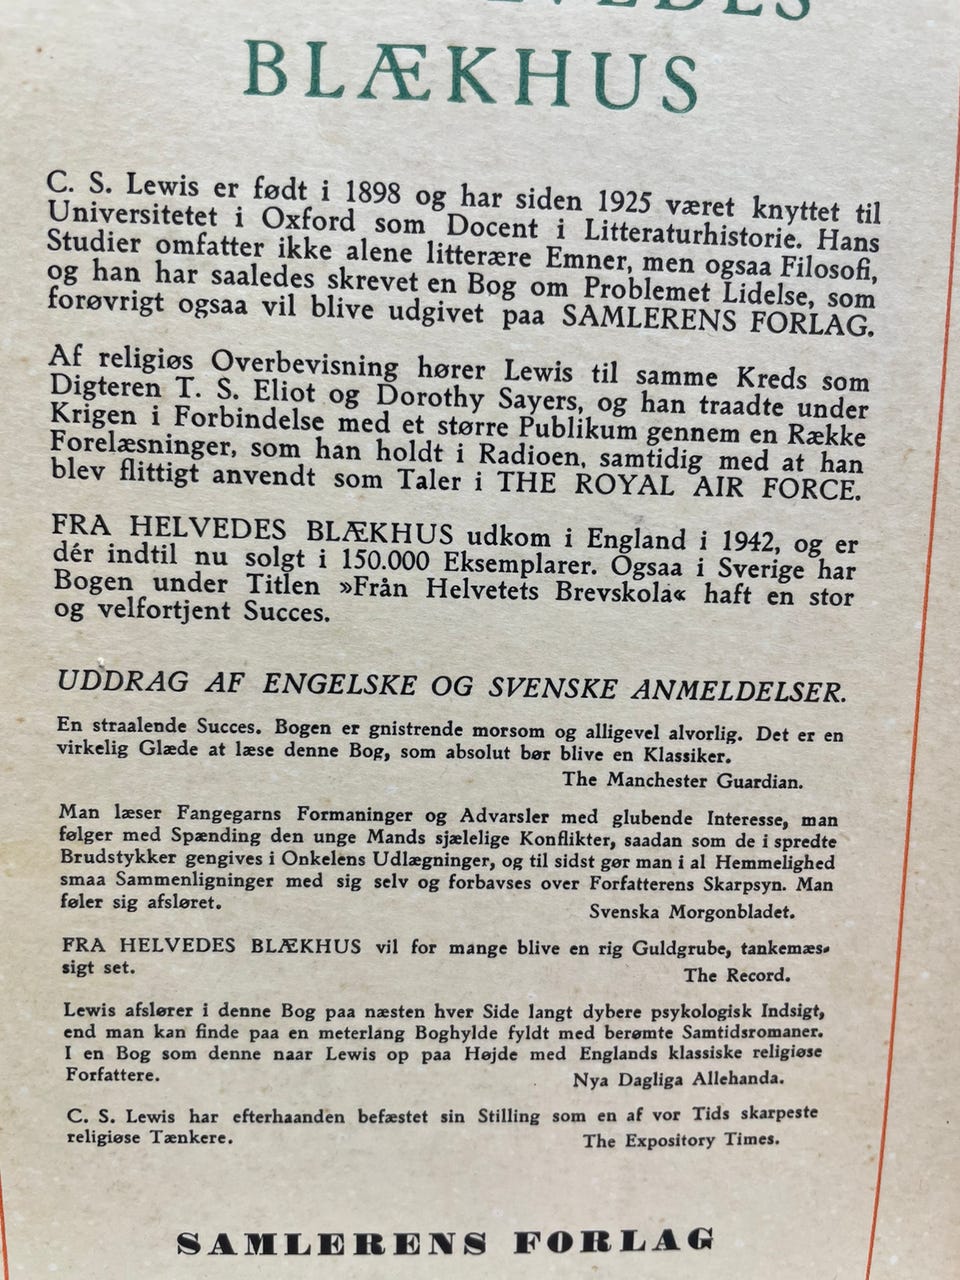 HELVEDES
BLÆKHUS
C. S. Lewis er født i 1898 og har siden 1925 været knyttet til
Universitetet i Oxford som Docent i Litteraturhistorie. Hans
Studier omfatter ikke alene litterære Emner, men ogsaa Filosofi,
og han har saaledes skrevet en Bog om Problemet Lidelse, som
forøvrigt ogsaa vil blive udgivet paa SAMLERENS FORLAG.
Af religiøs Overbevisning hører Lewis til samme Kreds som
Digteren T. S. Eliot og Dorothy Sayers, og han traadte under
Krigen i Forbindelse med et større Publikum gennem en Række
Forelæsninger, som han holdt i Radioen, samtidig med at han
blev flittigt anvendt som Taler i THE ROYAL AIR FORCE.
FRA HELVEDES BLÆKHUS udkom i England i 1942, og er
dér indtil nu solgt i 150.000 Eksemplarer. Ogsaa i Sverige har
Bogen under Titlen »Från Helvetets Brevskola« haft en stor
og velfortjent Succes.
UDDRAG AF ENGELSKE OG SVENSKE ANMELDELSER.
En straalende Succes. Bogen er gnistrende morsom og alligevel alvorlig. Det er en
virkelig Glæde at læse denne Bog, som absolut bør blive en Klassiker.
The Manchester Guardian.
Man læser Fangegarns Formaninger og Advarsler med glubende Interesse, man
følger med Spænding den unge Mands sjælelige Konflikter, saadan som de i spredte
Brudstykker gengives i Onkelens Udlægninger, og til sidst gør man i al Hemmelighed
smaa Sammenligninger med sig selv og forbavses over Forfatterens Skarpsyn. Man
føler sig afsløret.
Svenska Morgonbladet.
FRA HELVEDES BLÆKHUS vil for mange blive en rig Guldgrube, tankemæs-
sigt set.
The Record.
Lewis afslører i denne Bog paa næsten hver Side langt dybere psykologisk Indsigt,
end man kan finde paa en meterlang Boghylde fyldt med berømte Samtidsromaner.
I en Bog som denne naar Lewis op paa Højde med Englands klassiske religiøse
Forfattere.
Nya Dagliga Allehanda.
C. S. Lewis har efterhaanden befæstet sin Stilling som en af vor Tids skarpeste
religiøse Tænkere.
The Expository Times.
SAMLERENS FORLAG